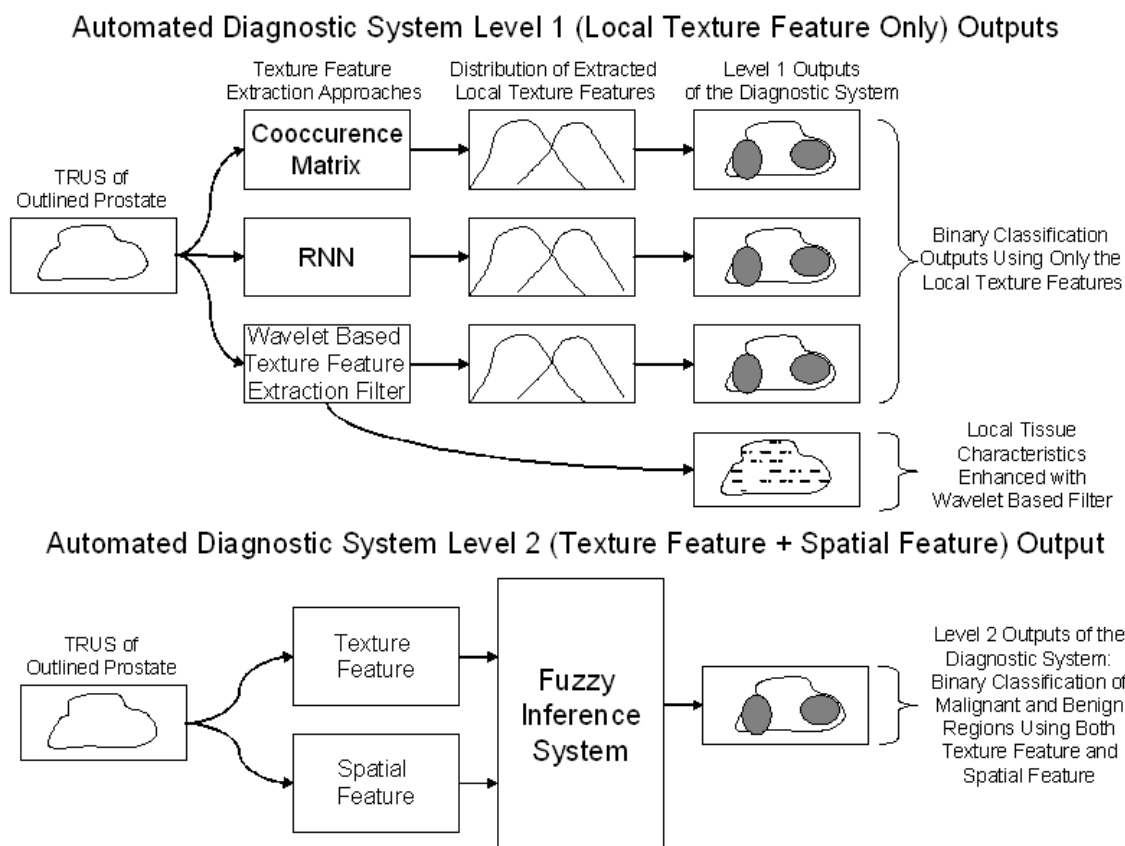 Automated Diagnostic System Level 1 (Local Texture Feature Only) Outputs
Texture Feature
Extraction Approaches
Distribution of Extracted
Local Texture Features
Level 1 Outputs
of the Diagnostic System
TRUS of
Outlined Prostate
Cooccurence
Matrix
RNN
Wavelet Based
Texture Feature
Extraction Filter
Binary Classification
Outputs Using Only the
Local Texture Features
Local Tissue
Characteristics
Enhanced with
Wavelet Based Filter
Automated Diagnostic System Level 2 (Texture Feature + Spatial Feature) Output
TRUS of
Outlined Prostate
Texture
Feature
Spatial
Feature
Fuzzy
Inference
System
Level 2 Outputs of the
Diagnostic System:
Binary Classification of
Malignant and Benign
Regions Using Both
Texture Feature and
Spatial Feature